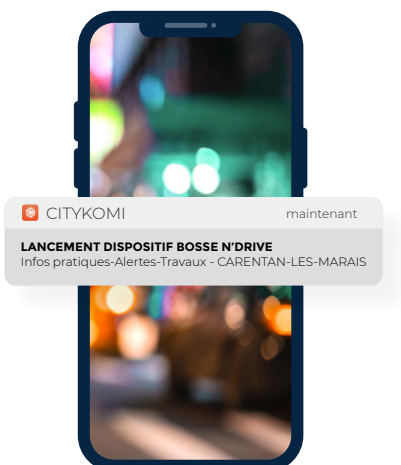 CITYKOMI maintenant
LANCEMENT DISPOSITIF BOSSE N'DRIVE
Infos pratiques-Alertes-Travaux - CARENTAN-LES-MARAIS